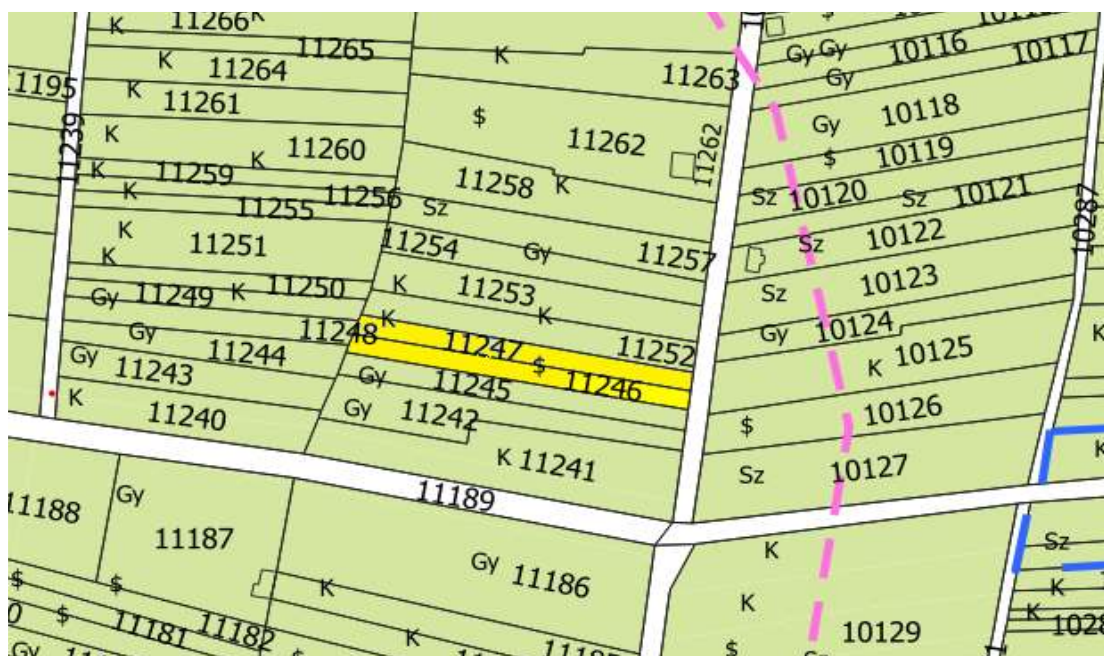 K
11266
K
11265
K
11264
K
11261
K
11260
K
11259
K
K
11256
11255
K
11251
K
11249
Gy
K
11250
11248
Gy
11244
Gy
11243
K
11240
11195
11239
K
11263
$
11262
11262
11258
K
Sz
11254
Gy
11257
K
11253
K
K
11247
11252
$
11246
Gy
11245
Gy
11242
K
11241
11189
$
10116
10117
Gy
Gy
Gy
10118
Gy
$
10119
Sz
10120
Sz
10121
Sz
10122
Sz
10123
Gy
10124
K
10125
$
10126
Sz
10127
10287
K
K
11188
Gy
11187
Gy
11186
K
K
$
$
$
11181
11182
$
Gy
K
K
$
10129
Sz
K
K